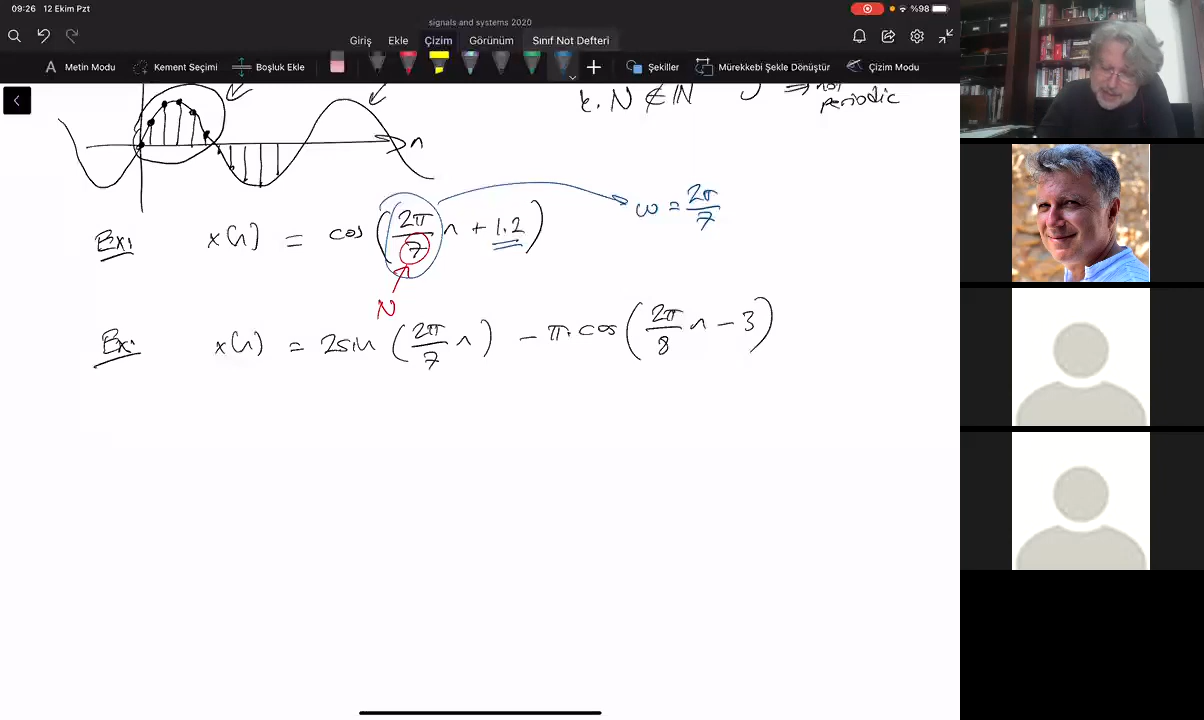 09:26 12 Ekim Pzt
%98
signals and systems 2020
Giriş Ekle Çizim Görünüm Sınıf Not Defteri
Metin Modu Kement Seçimi Boşluk Ekle Şekiller Mürekkebi Şekle Dönüştür Çizim Modu
k. N ∉ ℕ ⇒ not
periodic
n
Ex: x[n] = cos(2π/7 n + 1.2) ω = 2π/7
N
Ex: x[n] = 2sin(2π/7 n) − π.cos(2π/8 n − 3)